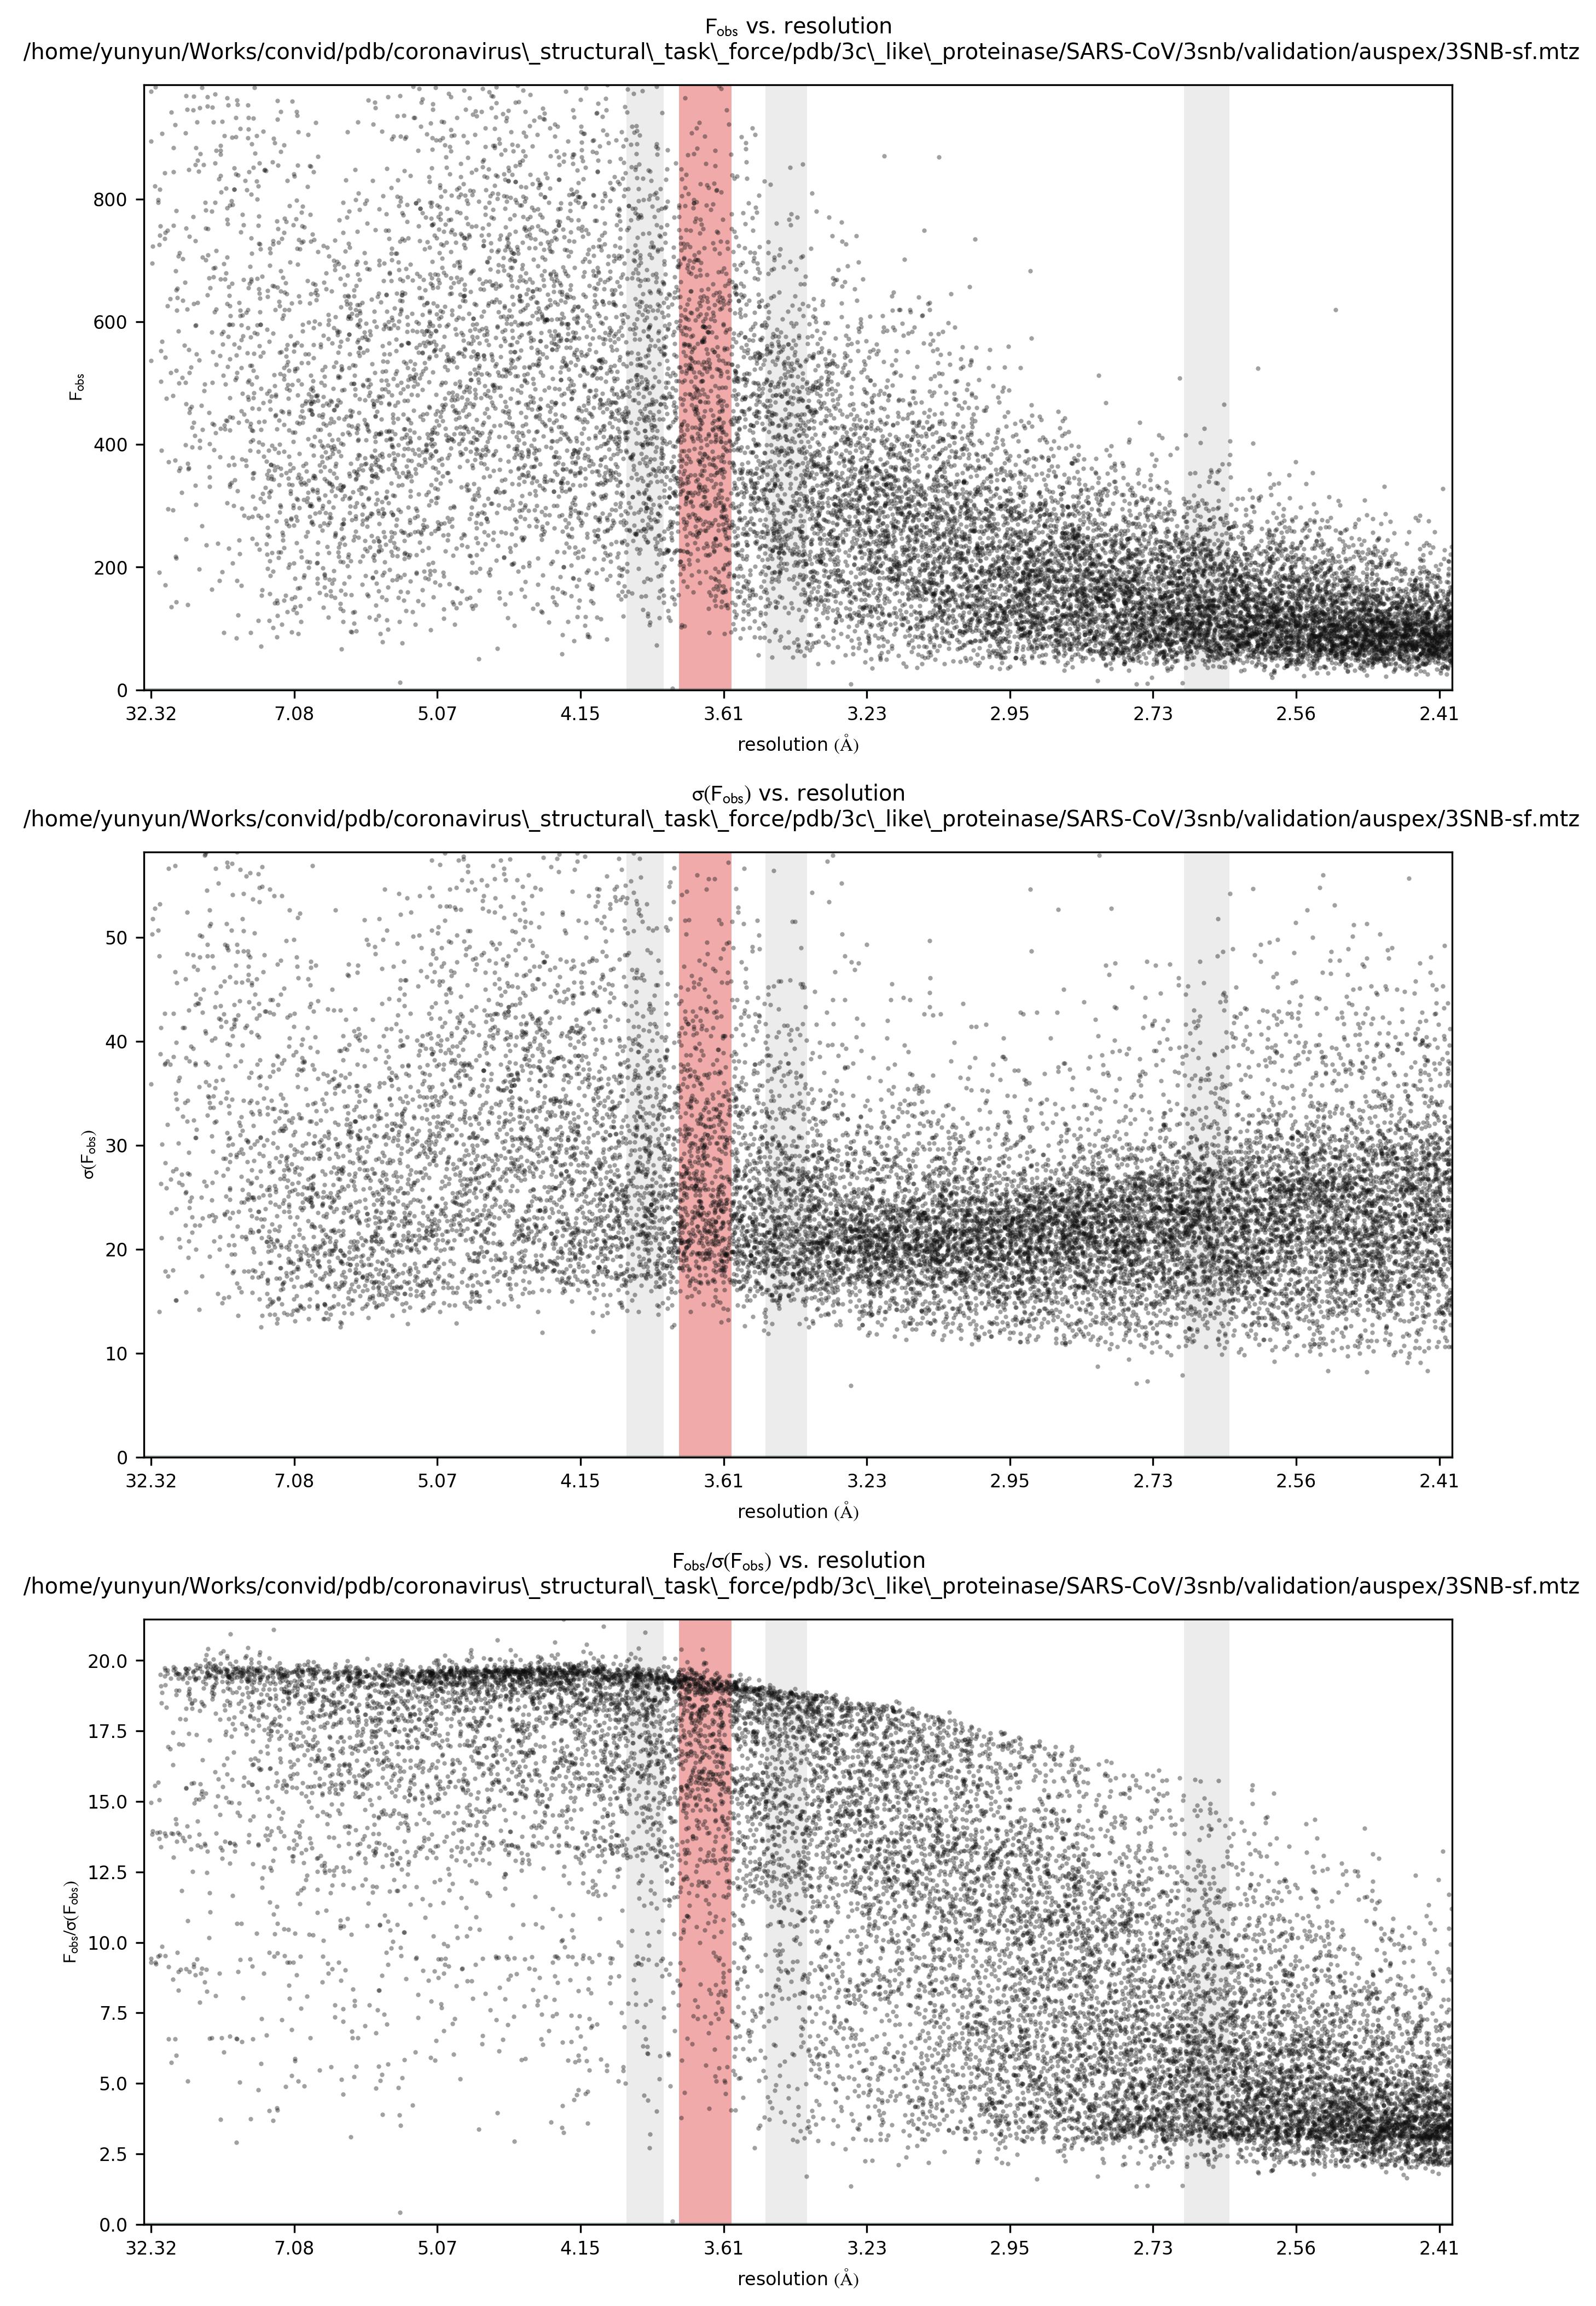 Fobs vs. resolution
/home/yunyun/Works/convid/pdb/coronavirus\_structural\_task\_force/pdb/3c\_like\_proteinase/SARS-CoV/3snb/validation/auspex/3SNB-sf.mtz
800
600
400
200
0
Fobs
32.32 7.08 5.07 4.15 3.61 3.23 2.95 2.73 2.56 2.41
resolution (Å)
σ(Fobs) vs. resolution
/home/yunyun/Works/convid/pdb/coronavirus\_structural\_task\_force/pdb/3c\_like\_proteinase/SARS-CoV/3snb/validation/auspex/3SNB-sf.mtz
50
40
30
20
10
0
σ(Fobs)
32.32 7.08 5.07 4.15 3.61 3.23 2.95 2.73 2.56 2.41
resolution (Å)
Fobs/σ(Fobs) vs. resolution
/home/yunyun/Works/convid/pdb/coronavirus\_structural\_task\_force/pdb/3c\_like\_proteinase/SARS-CoV/3snb/validation/auspex/3SNB-sf.mtz
20.0
17.5
15.0
12.5
10.0
7.5
5.0
2.5
0.0
Fobs/σ(Fobs)
32.32 7.08 5.07 4.15 3.61 3.23 2.95 2.73 2.56 2.41
resolution (Å)